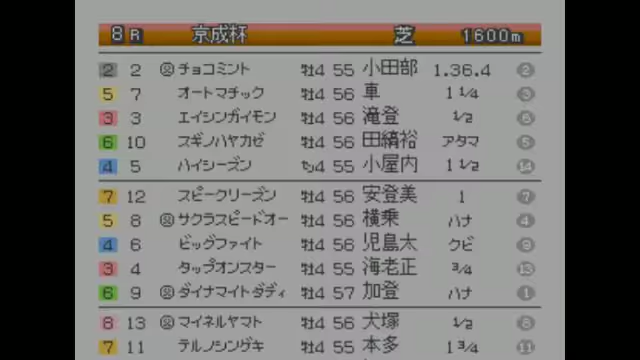 8R 京成杯 芝 1600m
2 2 父 チョコミント 牡4 55 小田部 1.36.4 2
5 7 オートマチック 牡4 56 車 1 1/4 3
3 3 エイシンガイモン 牡4 56 滝登 1/2 6
6 10 スギノハヤカゼ 牡4 56 田縞裕 アタマ 5
4 5 ハイシーズン セン4 55 小屋内 1 1/2 14
7 12 スピークリーズン 牡4 56 安登美 1 7
5 8 父 サクラスピードオー 牡4 56 横乗 ハナ 4
4 6 ビッグファイト 牡4 56 児島太 クビ 9
3 4 タップオンスター 牡4 55 海老正 3/4 13
6 9 父 ダイナマイトダディ 牡4 57 加登 ハナ 1
8 13 父 マイネルヤマト 牡4 56 犬塚 1/2 8
7 11 テルノシンゲキ 牡4 55 本多 1 3/4 11